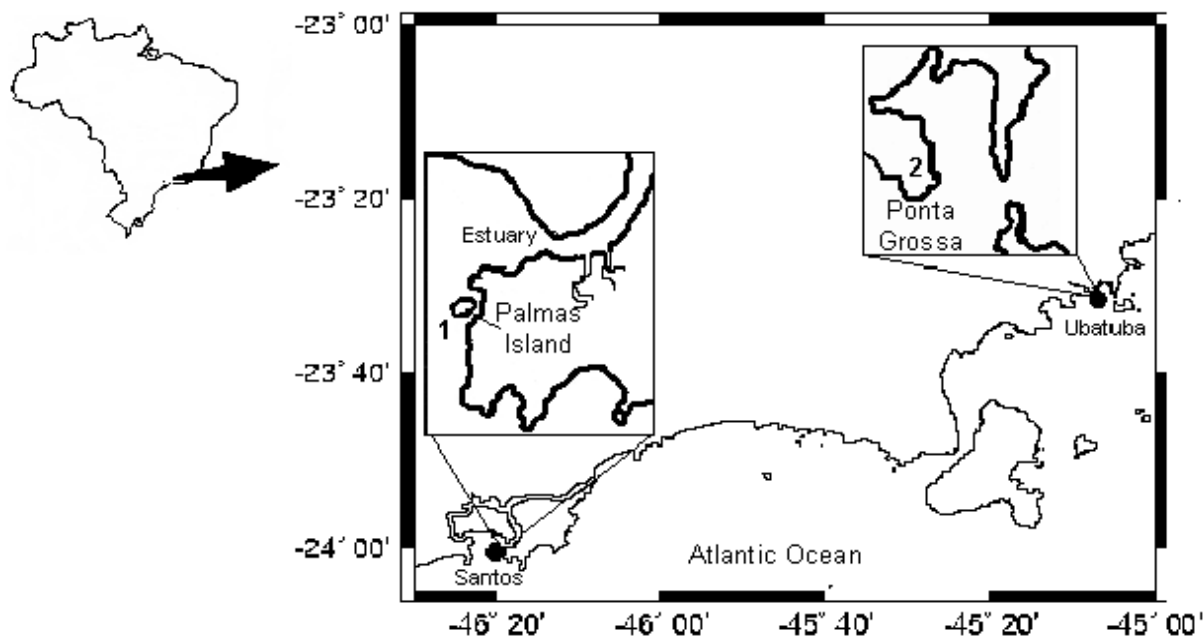 -23° 00'
2
Ponta
Grossa
-23° 20'
Estuary
Palmas
1
Island
Ubatuba
-23° 40'
-24° 00'
Atlantic Ocean
Santos
-46° 20'
-46° 00'
-45° 40'
-45° 20'
-45° 00'